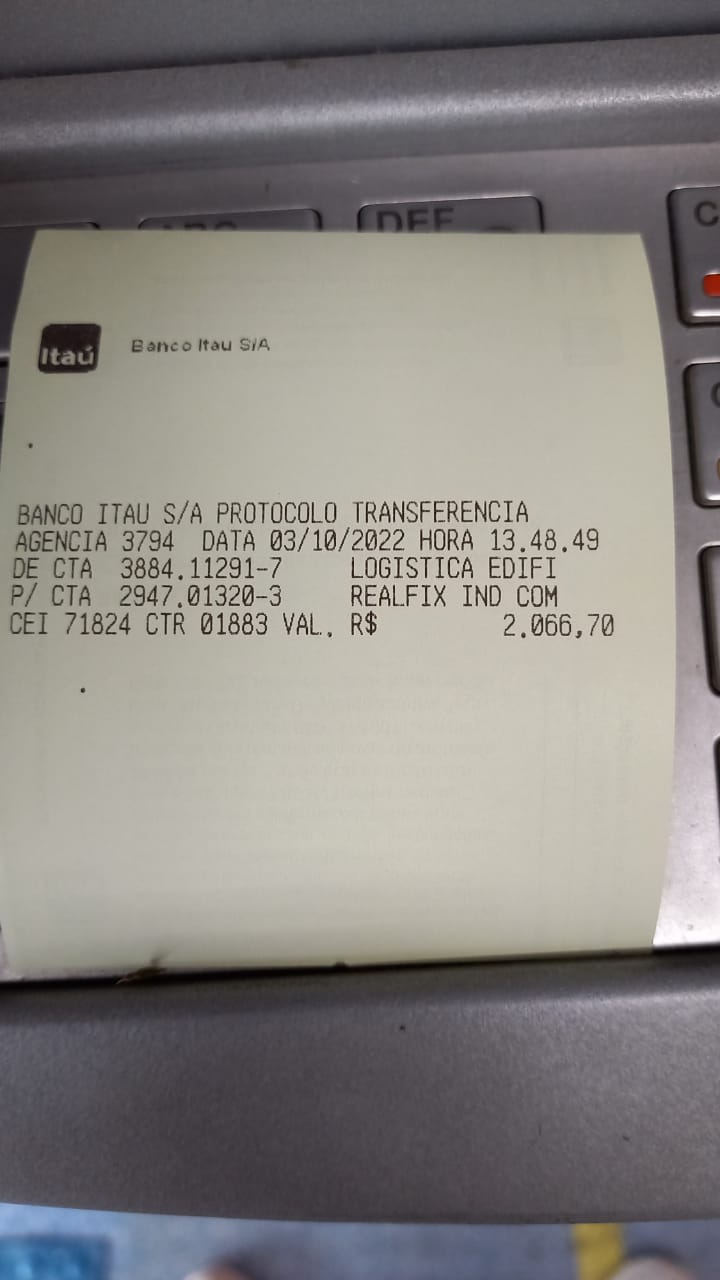 DEF
C
Itaú
Banco Itau S/A
BANCO ITAU S/A PROTOCOLO TRANSFERENCIA
AGENCIA 3794 DATA 03/10/2022 HORA 13.48.49
DE CTA 3884.11291-7 LOGISTICA EDIFI
P/ CTA 2947.01320-3 REALFIX IND COM
CEI 71824 CTR 01883 VAL. R$ 2.066,70